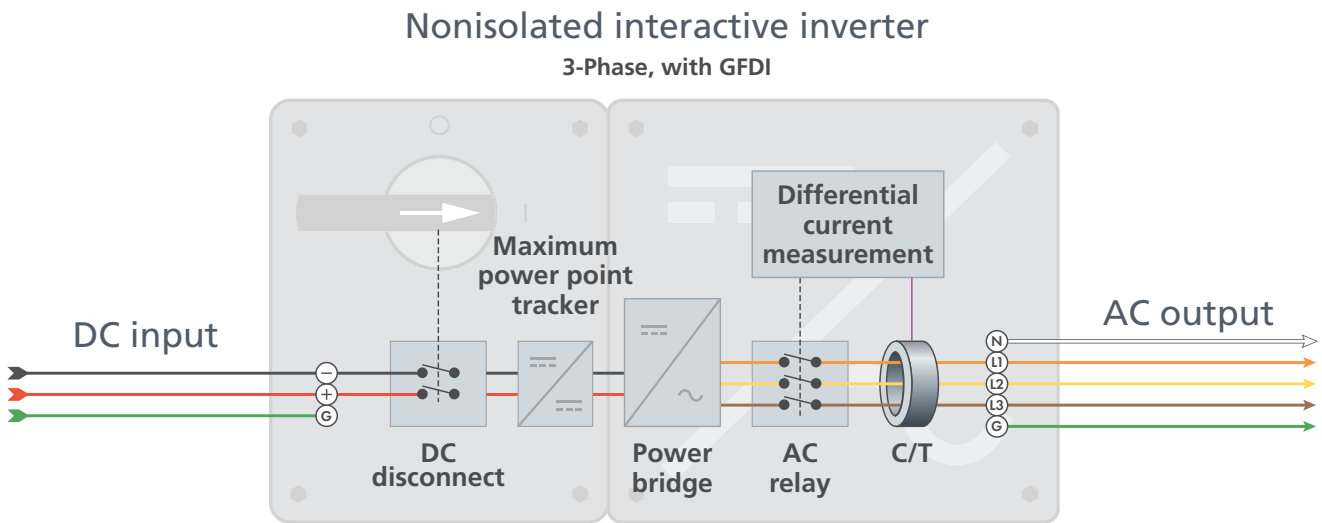 Nonisolated interactive inverter
3-Phase, with GFDI
Differential
current
measurement
Maximum
power point
tracker
DC input
AC output
−
+
G
N
L1
L2
L3
G
DC
disconnect
Power
bridge
AC
relay
C/T